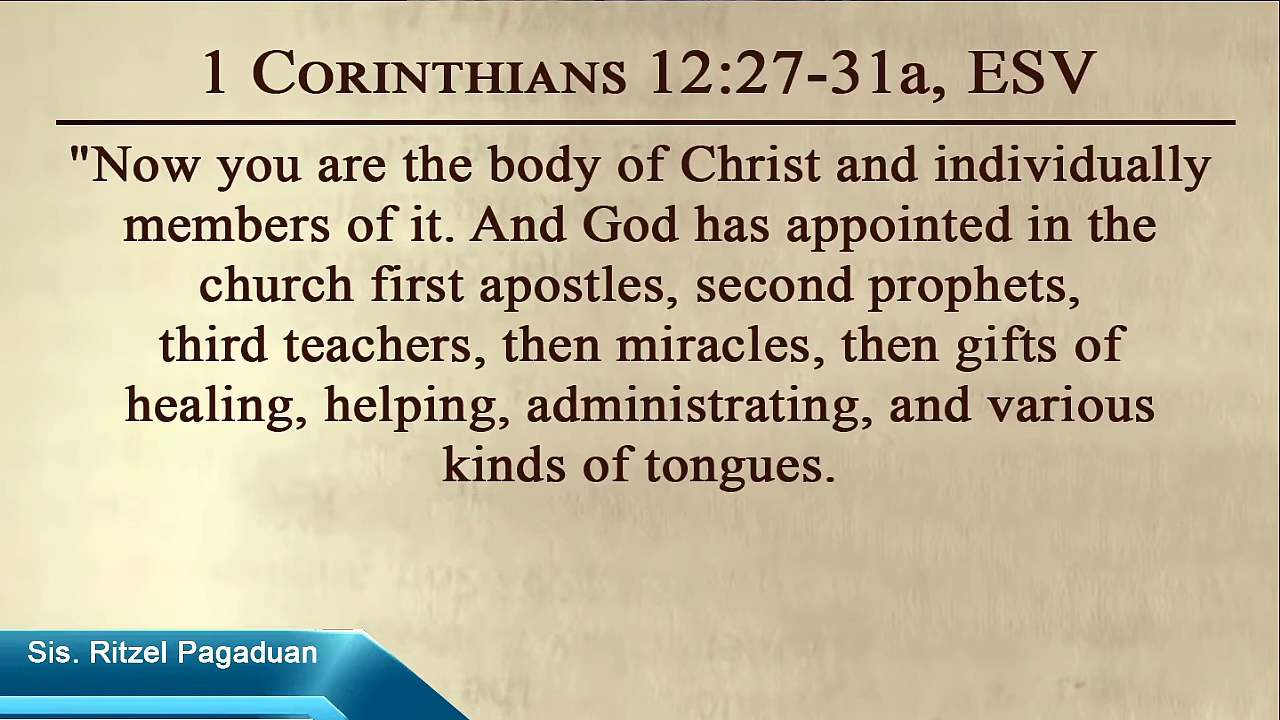 1 Corinthians 12:27-31a, ESV
"Now you are the body of Christ and individually
members of it. And God has appointed in the
church first apostles, second prophets,
third teachers, then miracles, then gifts of
healing, helping, administrating, and various
kinds of tongues.
Sis. Ritzel Pagaduan